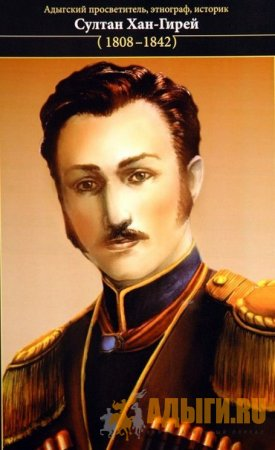 Адыгский просветитель, этнограф, историк
Султан Хан-Гирей
( 1808 –1842)
АДЫГИ.RU